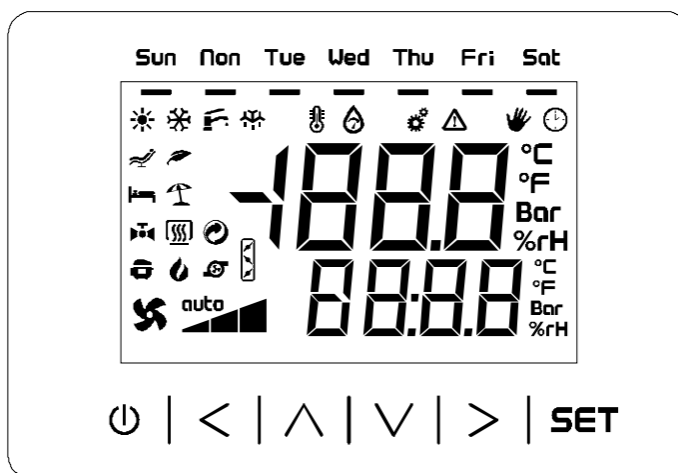 Sun Mon Tue Wed Thu Fri Sat
-188.8 °C
°F
Bar
%rH
auto
88:8.8 °C
°F
Bar
%rH
SET